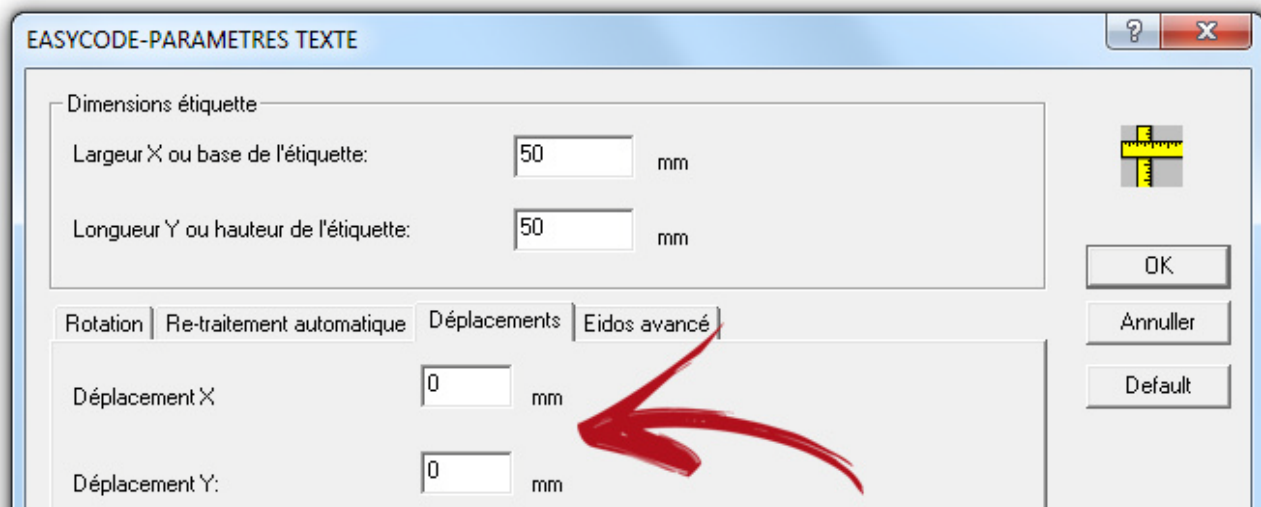 EASYCODE-PARAMETRES TEXTE
?
Dimensions étiquette
Largeur X ou base de l'étiquette: 50 mm
Longueur Y ou hauteur de l'étiquette: 50 mm
OK
Rotation Re-traitement automatique Déplacements Eidos avancé
Annuller
Déplacement X 0 mm
Default
Déplacement Y: 0 mm